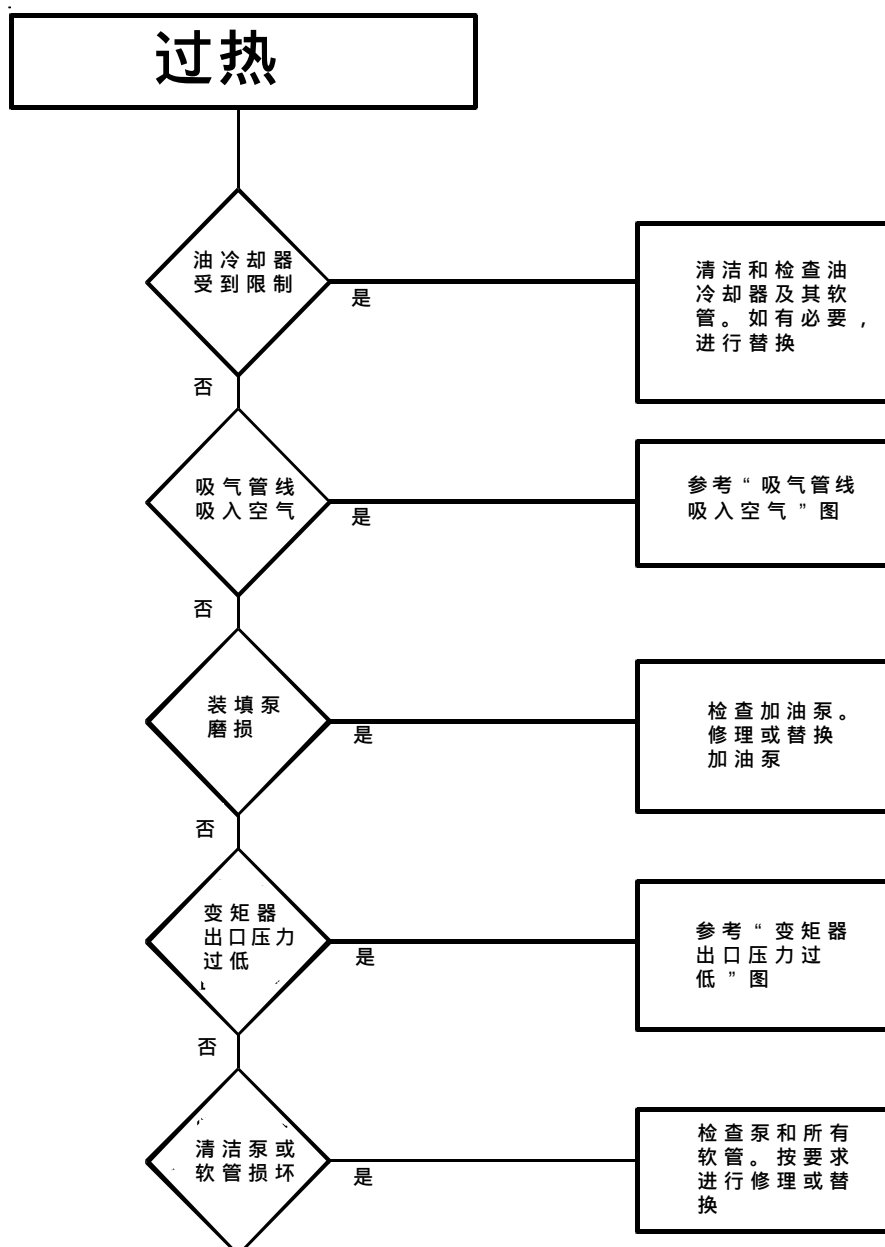 过热
油冷却器
受到限制
是
清洁和检查油
冷却器及其软
管。如有必要,
进行替换
否
吸气管线
吸入空气
是
参考“吸气管线
吸入空气”图
否
装填泵
磨损
是
检查加油泵。
修理或替换
加油泵
否
变矩器
出口压力
过低
是
参考“变矩器
出口压力过
低”图
否
清洁泵或
软管损坏
是
检查泵和所有
软管。按要求
进行修理或替
换